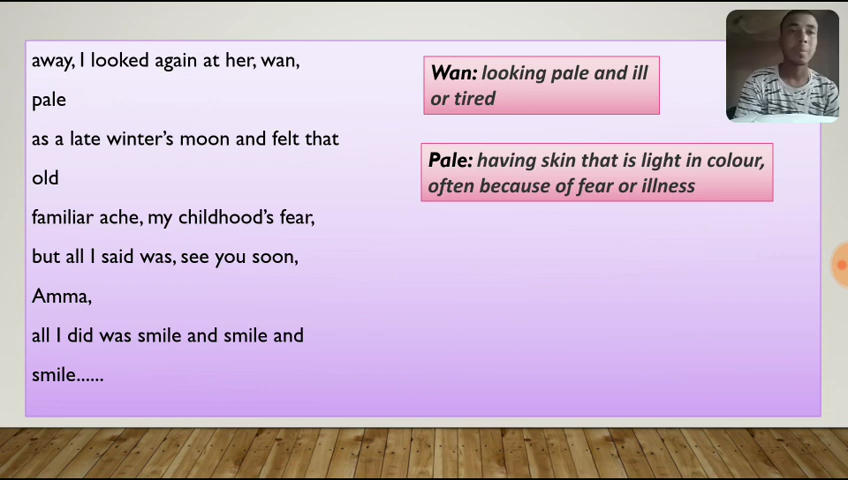 away, I looked again at her, wan,
pale
as a late winter's moon and felt that
old
familiar ache, my childhood's fear,
but all I said was, see you soon,
Amma,
all I did was smile and smile and
smile......
Wan: looking pale and ill
or tired
Pale: having skin that is light in colour,
often because of fear or illness